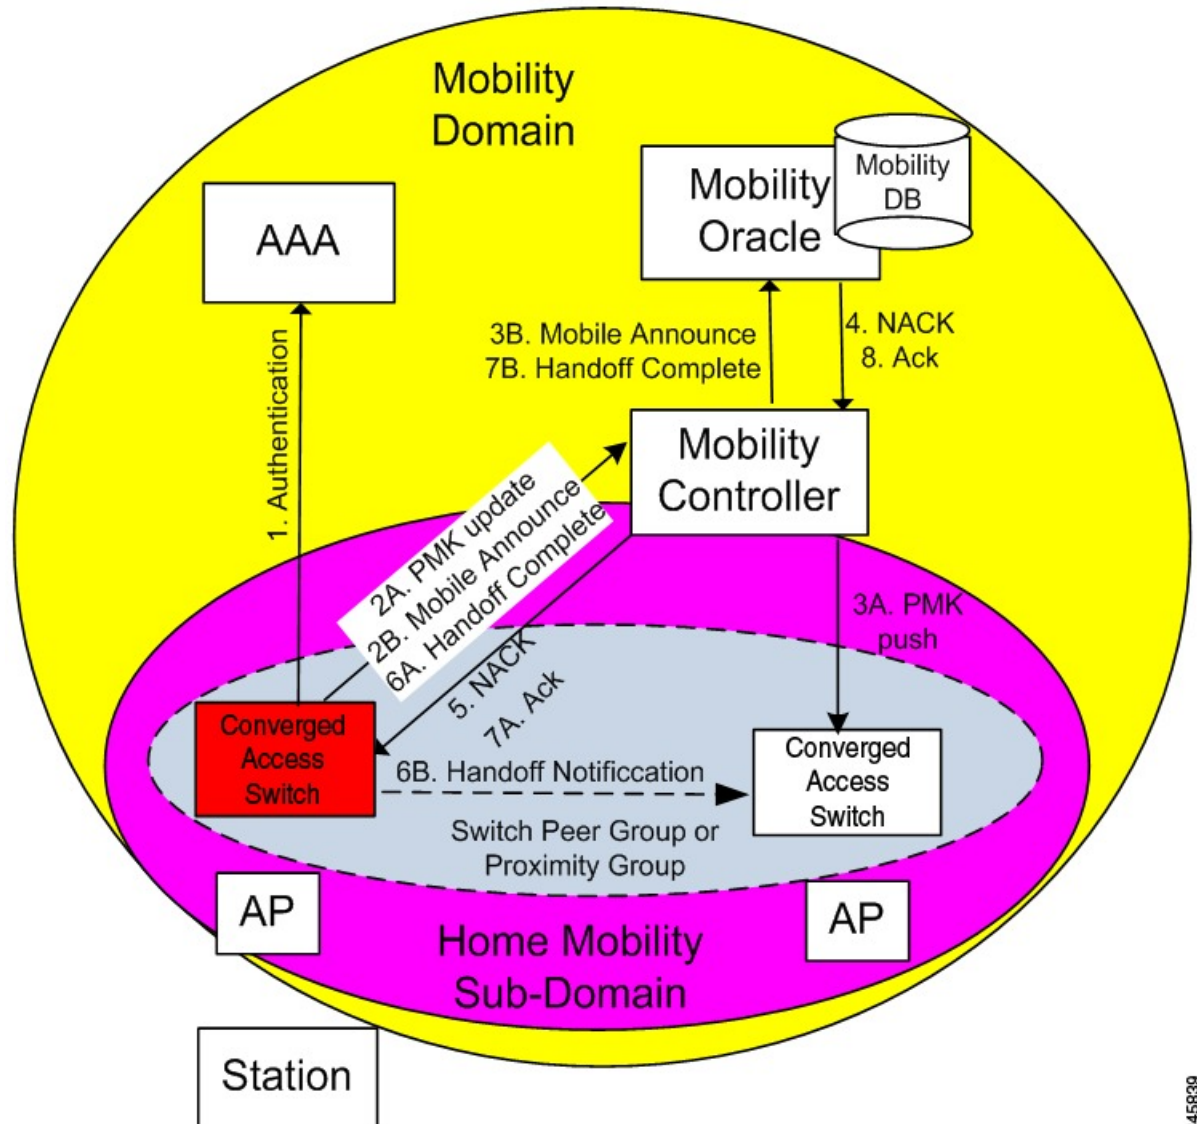 Mobility
Domain
Mobility
DB
Mobility
Oracle
AAA
3B. Mobile Announce
7B. Handoff Complete
4. NACK
8. Ack
1. Authentication
Mobility
Controller
2A. PMK update
2B. Mobile Announce
6A. Handoff Complete
3A. PMK
push
5. NACK
7A. Ack
Converged
Access
Switch
6B. Handoff Notificcation
Converged
Access
Switch
Switch Peer Group or
Proximity Group
AP
AP
Home Mobility
Sub-Domain
Station
45839